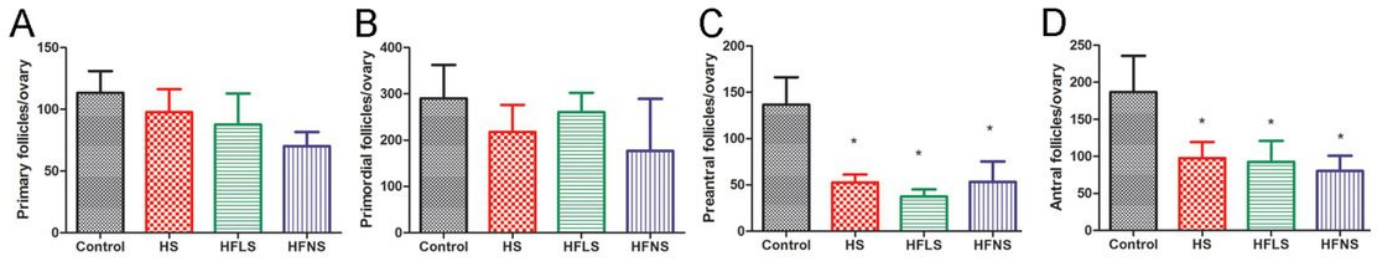 A
Primary follicles/ovary
150
100
50
0
Control HS HFLS HFNS
B
Primordial follicles/ovary
400
300
200
100
0
Control HS HFLS HFNS
C
Preantral follicles/ovary
200
150
100
50
0
* * *
Control HS HFLS HFNS
D
Antral follicles/ovary
250
200
150
100
50
0
* * *
Control HS HFLS HFNS